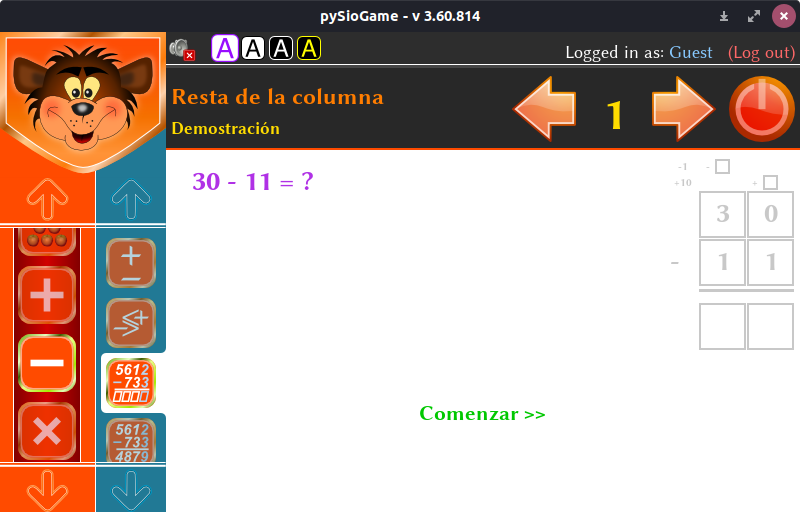 pySioGame - v 3.60.814
A A A A
Logged in as: Guest (Log out)
Resta de la columna
Demostración
1
30 - 11 = ?
-1 -
+10 +
3 0
- 1 1
+
−
×
+
−
5612
-733
5612
-733
4879
Comenzar >>